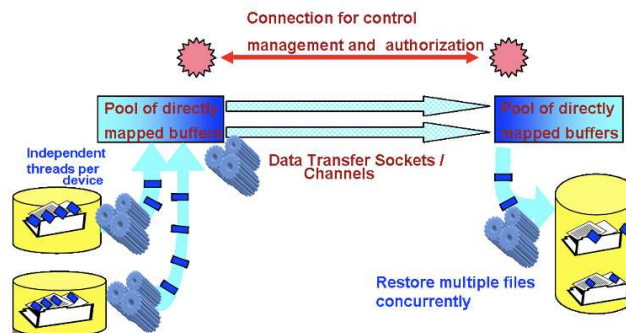 Connection for control
management and authorization
Pool of directly
mapped buffers
Pool of directly
mapped buffers
Independent
threads per
device
Data Transfer Sockets /
Channels
Restore multiple files
concurrently